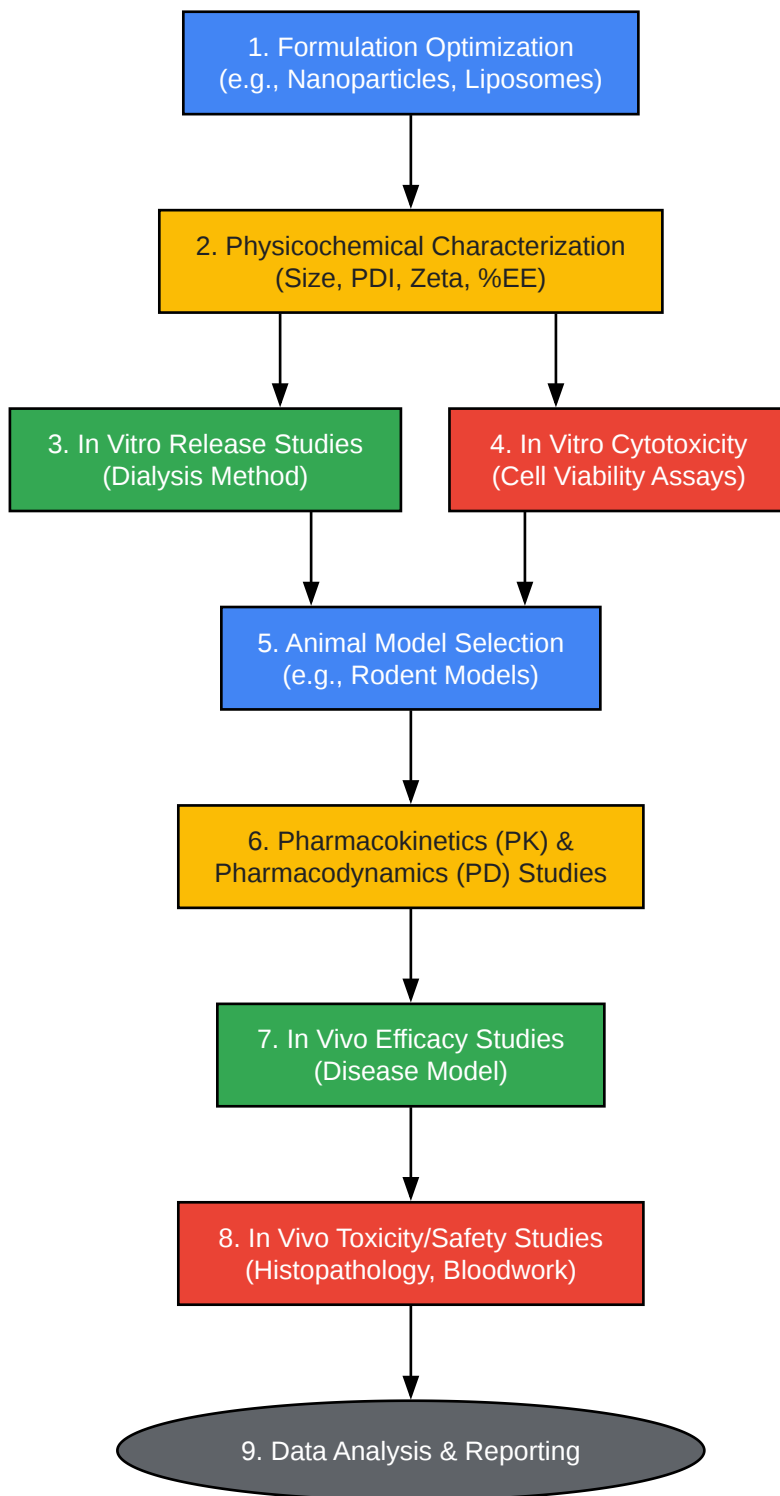 1. Formulation Optimization
(e.g., Nanoparticles, Liposomes)
2. Physicochemical Characterization
(Size, PDI, Zeta, %EE)
3. In Vitro Release Studies
(Dialysis Method)
4. In Vitro Cytotoxicity
(Cell Viability Assays)
5. Animal Model Selection
(e.g., Rodent Models)
6. Pharmacokinetics (PK) &
Pharmacodynamics (PD) Studies
7. In Vivo Efficacy Studies
(Disease Model)
8. In Vivo Toxicity/Safety Studies
(Histopathology, Bloodwork)
9. Data Analysis & Reporting